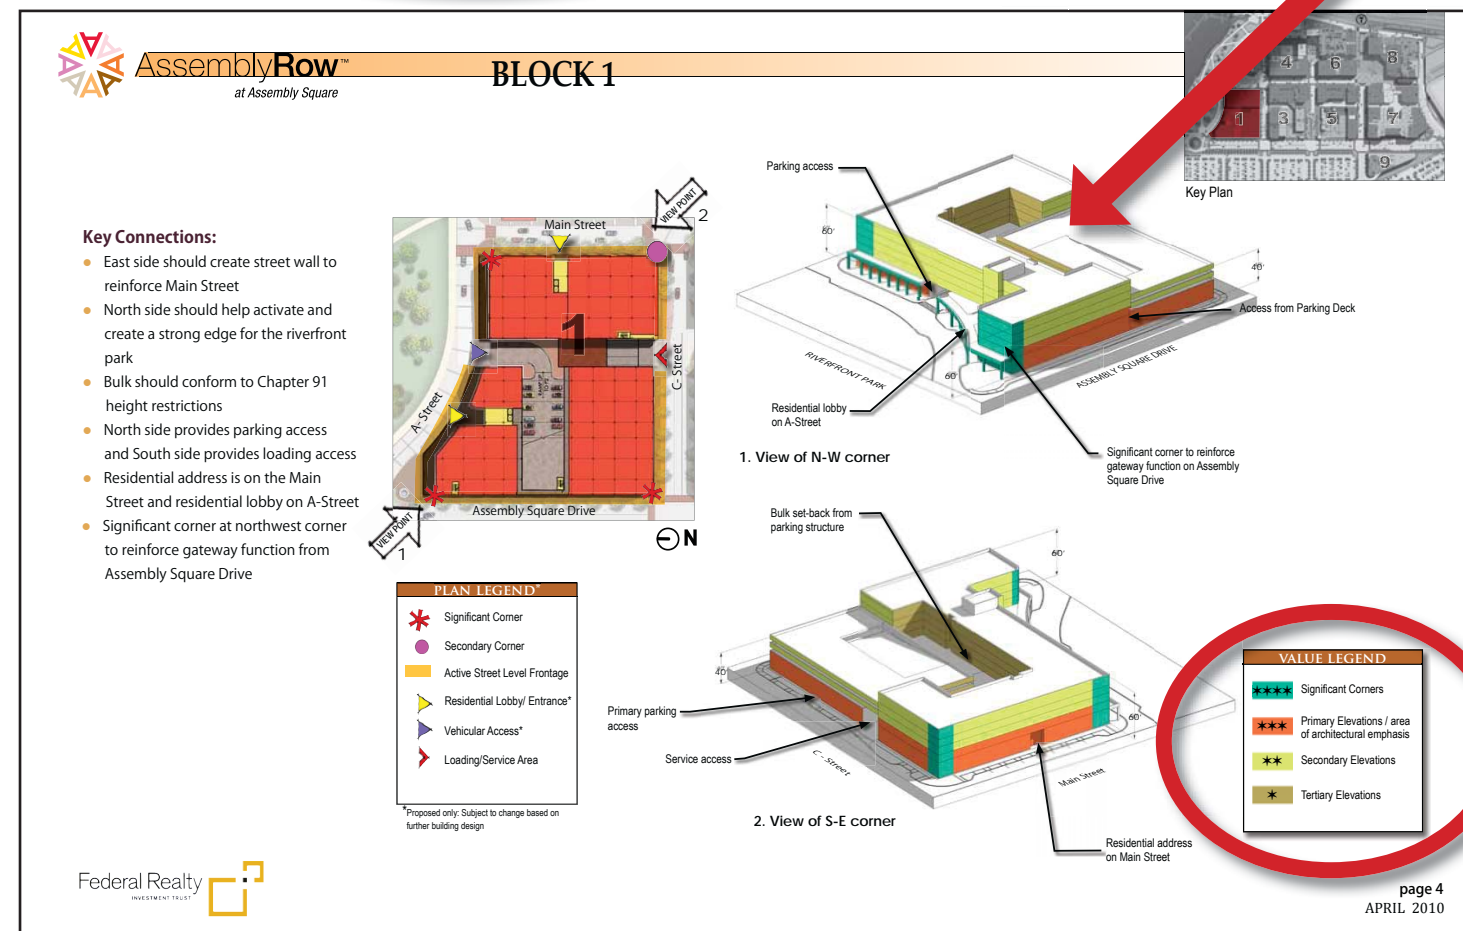 AssemblyRow™
at Assembly Square
BLOCK 1
4
6
8
1
3
5
7
9
T
Key Plan
Key Connections:
East side should create street wall to
reinforce Main Street
North side should help activate and
create a strong edge for the riverfront
park
Bulk should conform to Chapter 91
height restrictions
North side provides parking access
and South side provides loading access
Residential address is on the Main
Street and residential lobby on A-Street
Significant corner at northwest corner
to reinforce gateway function from
Assembly Square Drive
VIEW POINT
2
Main Street
1
C- Street
A- Street
Assembly Square Drive
VIEW POINT
1
N
PLAN LEGEND*
Significant Corner
Secondary Corner
Active Street Level Frontage
Residential Lobby/ Entrance*
Vehicular Access*
Loading/Service Area
*Proposed only: Subject to change based on
further building design
Parking access
60'
40'
Access from Parking Deck
RIVERFRONT PARK
60'
ASSEMBLY SQUARE DRIVE
Residential lobby
on A-Street
1. View of N-W corner
Significant corner to reinforce
gateway function on Assembly
Square Drive
Bulk set-back from
parking structure
60'
40'
Primary parking
access
60'
Service access
C - Street
Main Street
2. View of S-E corner
Residential address
on Main Street
VALUE LEGEND
Significant Corners
Primary Elevations / area
of architectural emphasis
Secondary Elevations
Tertiary Elevations
Federal Realty
INVESTMENT TRUST
page 4
APRIL 2010